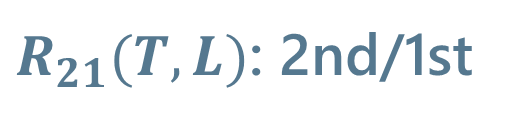 R₂₁(T, L): 2nd/1st